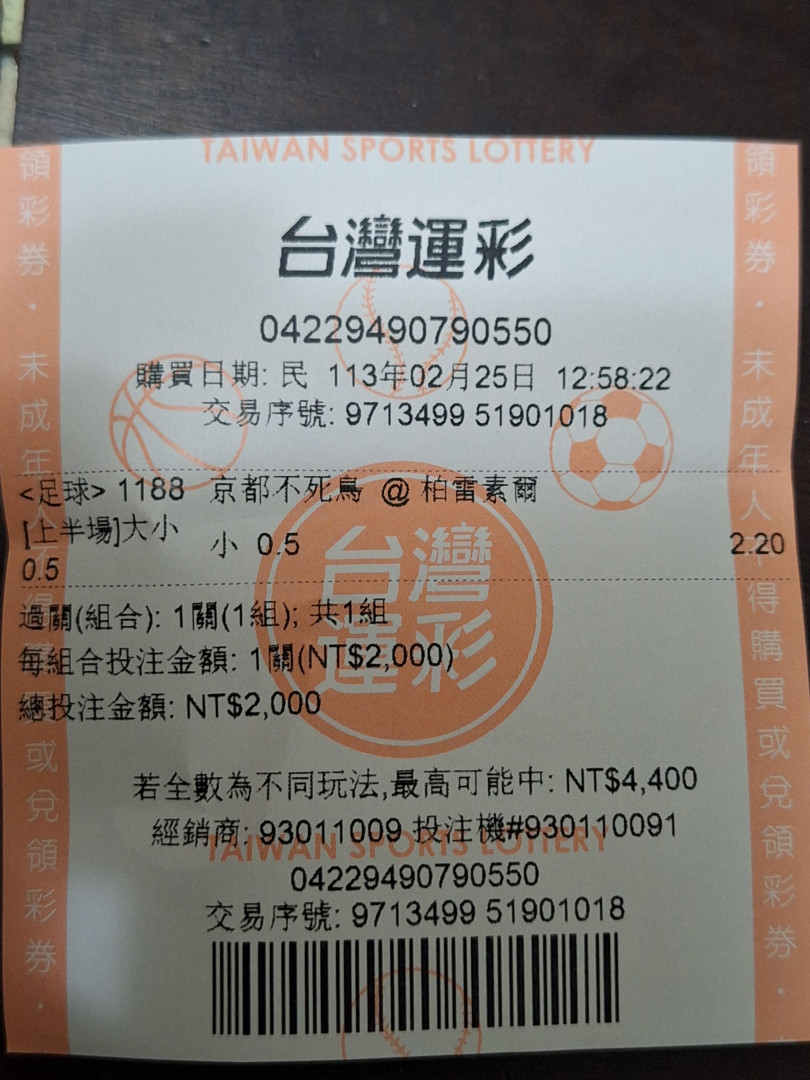 TAIWAN SPORTS LOTTERY
台灣運彩
04229490790550
購買日期: 民 113年02月25日 12:58:22
交易序號: 9713499 51901018
<足球> 1188 京都不死鳥 @ 柏雷素爾
[上半場]大小 0.5
小 0.5
2.20
台灣運彩
過關(組合): 1關(1組); 共1組
每組合投注金額: 1關(NT$2,000)
總投注金額: NT$2,000
若全數為不同玩法,最高可能中: NT$4,400
經銷商: 93011009 投注機#930110091
TAIWAN SPORTS LOTTERY
04229490790550
交易序號: 9713499 51901018
領彩券・未成年
或兌領彩券・
領彩券・未成年人不得購買或兌領彩券・